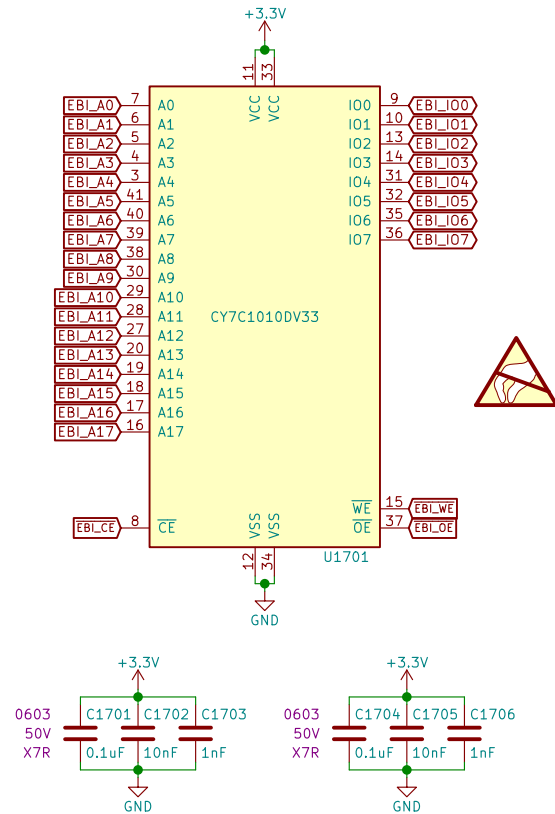 +3.3V
11 33
VCC VCC
EBI_A0 7 A0 IO0 9 EBI_IO0
EBI_A1 6 A1 IO1 10 EBI_IO1
EBI_A2 5 A2 IO2 13 EBI_IO2
EBI_A3 4 A3 IO3 14 EBI_IO3
EBI_A4 3 A4 IO4 31 EBI_IO4
EBI_A5 41 A5 IO5 32 EBI_IO5
EBI_A6 40 A6 IO6 35 EBI_IO6
EBI_A7 39 A7 IO7 36 EBI_IO7
EBI_A8 38 A8
EBI_A9 30 A9
EBI_A10 29 A10
EBI_A11 28 A11 CY7C1010DV33
EBI_A12 27 A12
EBI_A13 20 A13
EBI_A14 19 A14
EBI_A15 18 A15
EBI_A16 17 A16
EBI_A17 16 A17
WE 15 EBI_WE
EBI_CE 8 CE VSS VSS OE 37 EBI_OE
12 34 U1701
GND
+3.3V +3.3V
0603 C1701 C1702 C1703 0603 C1704 C1705 C1706
50V 50V
X7R 0.1uF 10nF 1nF X7R 0.1uF 10nF 1nF
GND GND